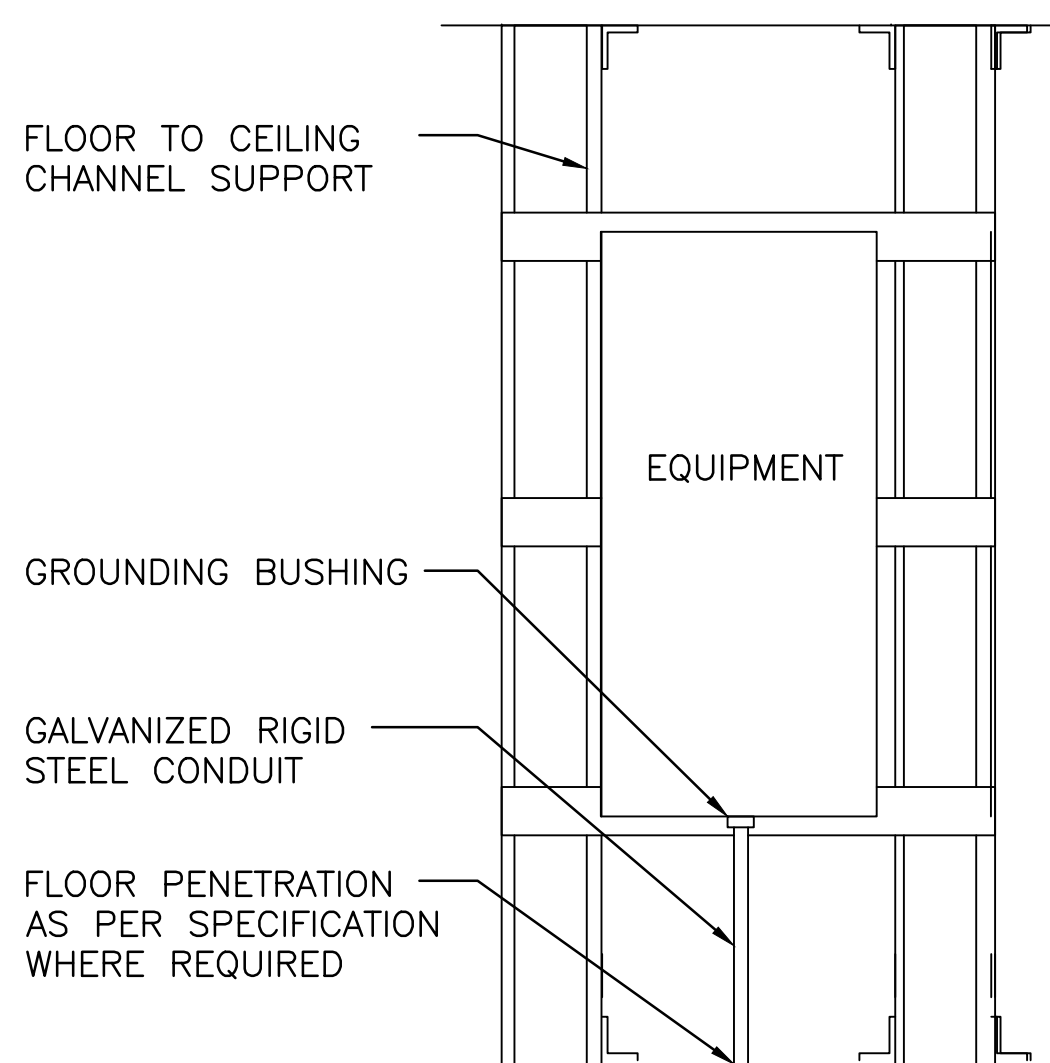 FLOOR TO CEILING
CHANNEL SUPPORT
EQUIPMENT
GROUNDING BUSHING
GALVANIZED RIGID
STEEL CONDUIT
FLOOR PENETRATION
AS PER SPECIFICATION
WHERE REQUIRED